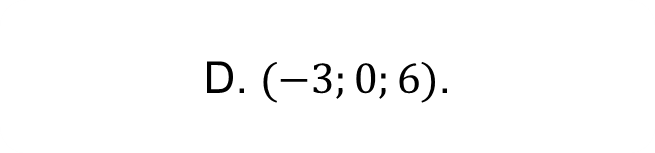 D. (−3; 0; 6).